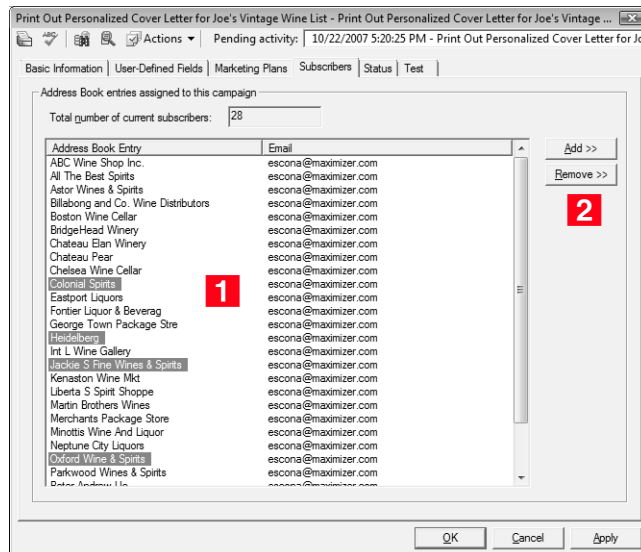 Print Out Personalized Cover Letter for Joe's Vintage Wine List - Print Out Personalized Cover Letter for Joe's Vintage ...
Actions Pending activity: 10/22/2007 5:20:25 PM - Print Out Personalized Cover Letter for Jo
Basic Information User-Defined Fields Marketing Plans Subscribers Status Test
Address Book entries assigned to this campaign
Total number of current subscribers: 28
Address Book Entry Email
ABC Wine Shop Inc. escona@maximizer.com
All The Best Spirits escona@maximizer.com
Astor Wines & Spirits escona@maximizer.com
Billabong and Co. Wine Distributors escona@maximizer.com
Boston Wine Cellar escona@maximizer.com
BridgeHead Winery escona@maximizer.com
Chateau Elan Winery escona@maximizer.com
Chateau Pear escona@maximizer.com
Chelsea Wine Cellar escona@maximizer.com
Colonial Spirits escona@maximizer.com
Eastport Liquors escona@maximizer.com
Fontier Liquor & Beverag escona@maximizer.com
George Town Package Stre escona@maximizer.com
Heidelberg escona@maximizer.com
Int L Wine Gallery escona@maximizer.com
Jackie S Fine Wines & Spirits escona@maximizer.com
Kenaston Wine Mkt escona@maximizer.com
Liberta S Spirit Shoppe escona@maximizer.com
Martin Brothers Wines escona@maximizer.com
Merchants Package Store escona@maximizer.com
Minottis Wine And Liquor escona@maximizer.com
Neptune City Liquors escona@maximizer.com
Oxford Wine & Spirits escona@maximizer.com
Parkwood Wines & Spirits escona@maximizer.com
Peter Andrew escona@maximizer.com
Add >>
Remove >>
1
2
OK Cancel Apply